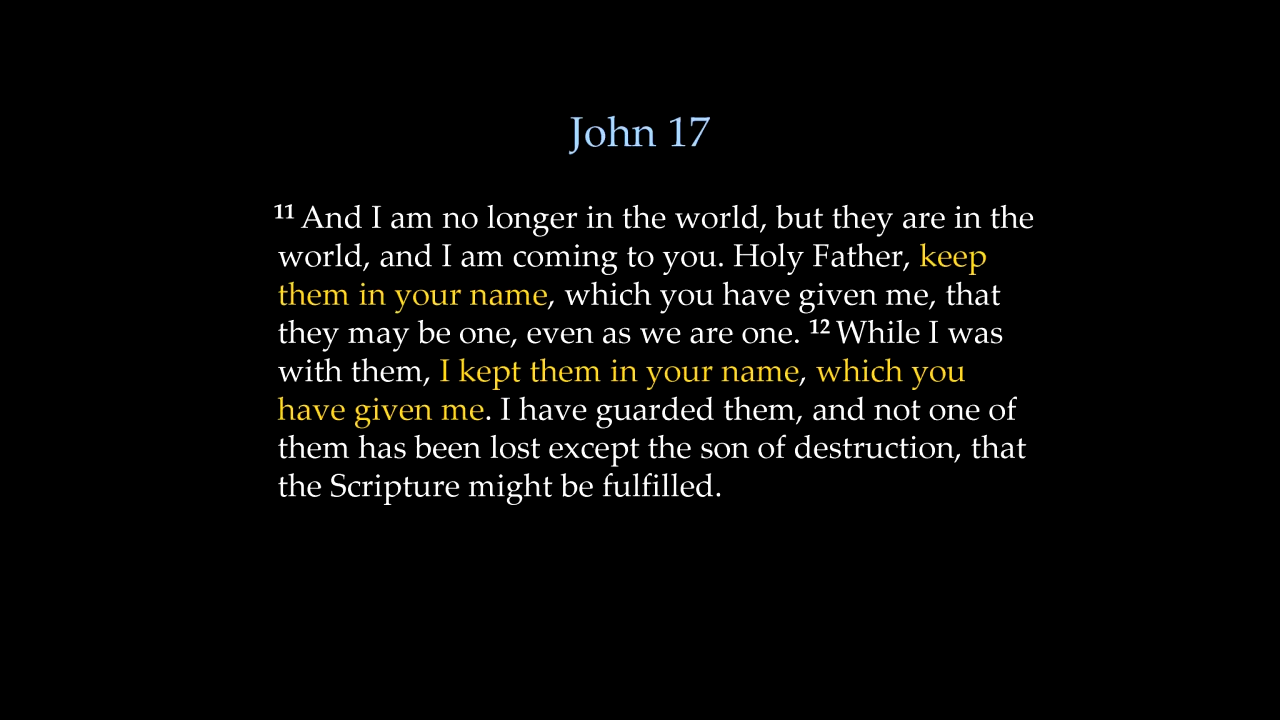 John 17
11 And I am no longer in the world, but they are in the
world, and I am coming to you. Holy Father, keep
them in your name, which you have given me, that
they may be one, even as we are one. 12 While I was
with them, I kept them in your name, which you
have given me. I have guarded them, and not one of
them has been lost except the son of destruction, that
the Scripture might be fulfilled.